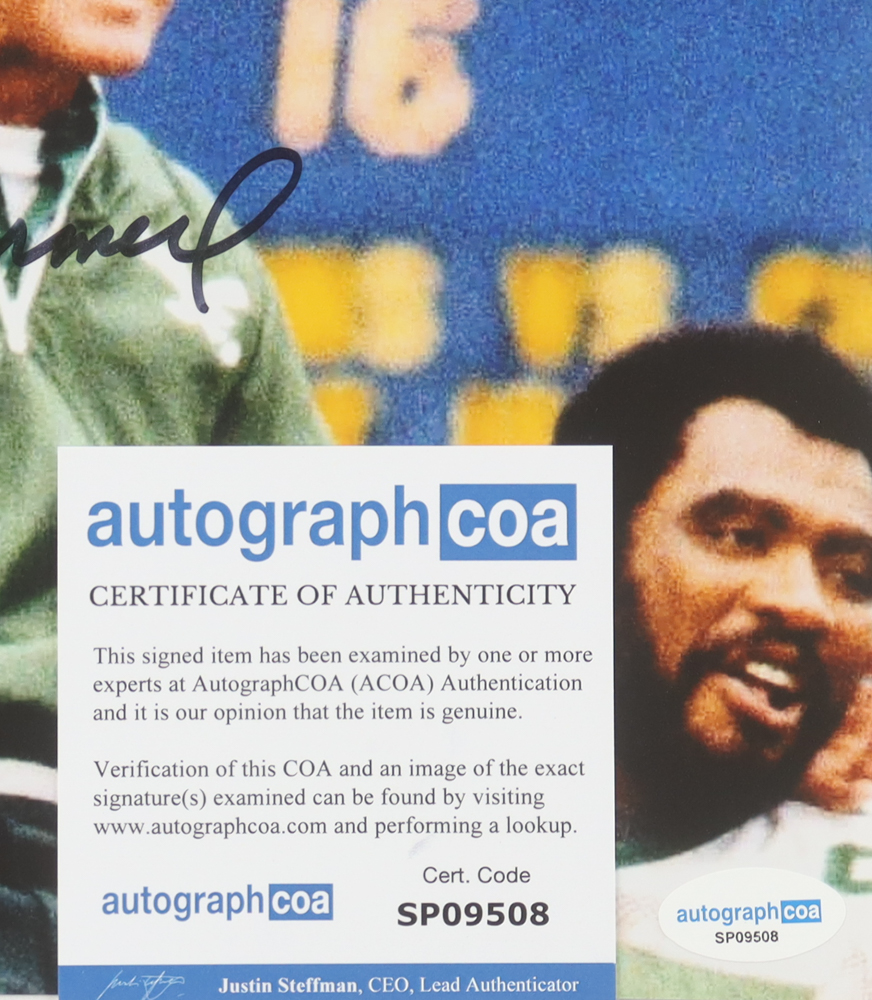 16
autographcoa
CERTIFICATE OF AUTHENTICITY
This signed item has been examined by one or more
experts at AutographCOA (ACOA) Authentication
and it is our opinion that the item is genuine.
Verification of this COA and an image of the exact
signature(s) examined can be found by visiting
www.autographcoa.com and performing a lookup.
Cert. Code
autographcoa
SP09508
autographcoa
SP09508
Justin Steffman, CEO, Lead Authenticator